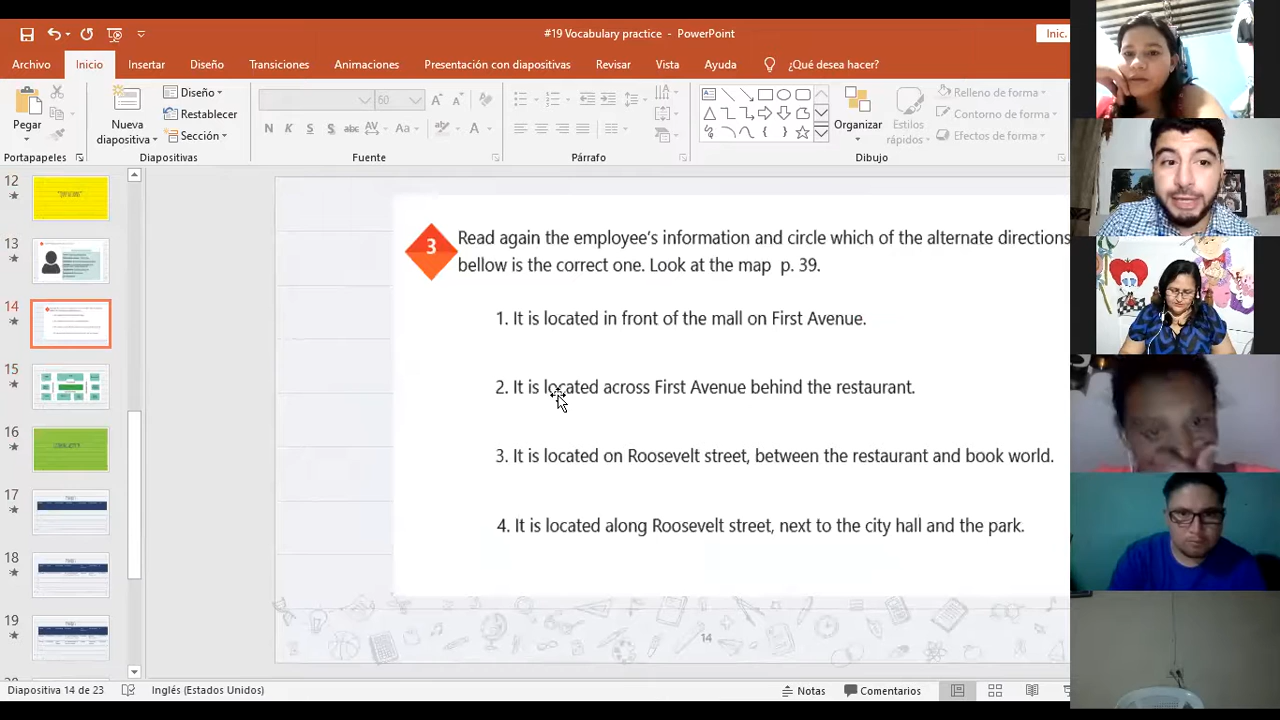 #19 Vocabulary practice - PowerPoint
Inic.
Archivo Inicio Insertar Diseño Transiciones Animaciones Presentación con diapositivas Revisar Vista Ayuda ¿Qué desea hacer?
Pegar
Nueva diapositiva
Diseño
Restablecer
Sección
60
N K S S abc AV Aa A
Organizar
Estilos rápidos
Relleno de forma
Contorno de forma
Efectos de forma
Portapapeles Diapositivas Fuente Párrafo Dibujo
12
13
14
15
16
17
18
19
3
Read again the employee's information and circle which of the alternate directions
bellow is the correct one. Look at the map p. 39.
1. It is located in front of the mall on First Avenue.
2. It is located across First Avenue behind the restaurant.
3. It is located on Roosevelt street, between the restaurant and book world.
4. It is located along Roosevelt street, next to the city hall and the park.
14
Diapositiva 14 de 23 Inglés (Estados Unidos) Notas Comentarios